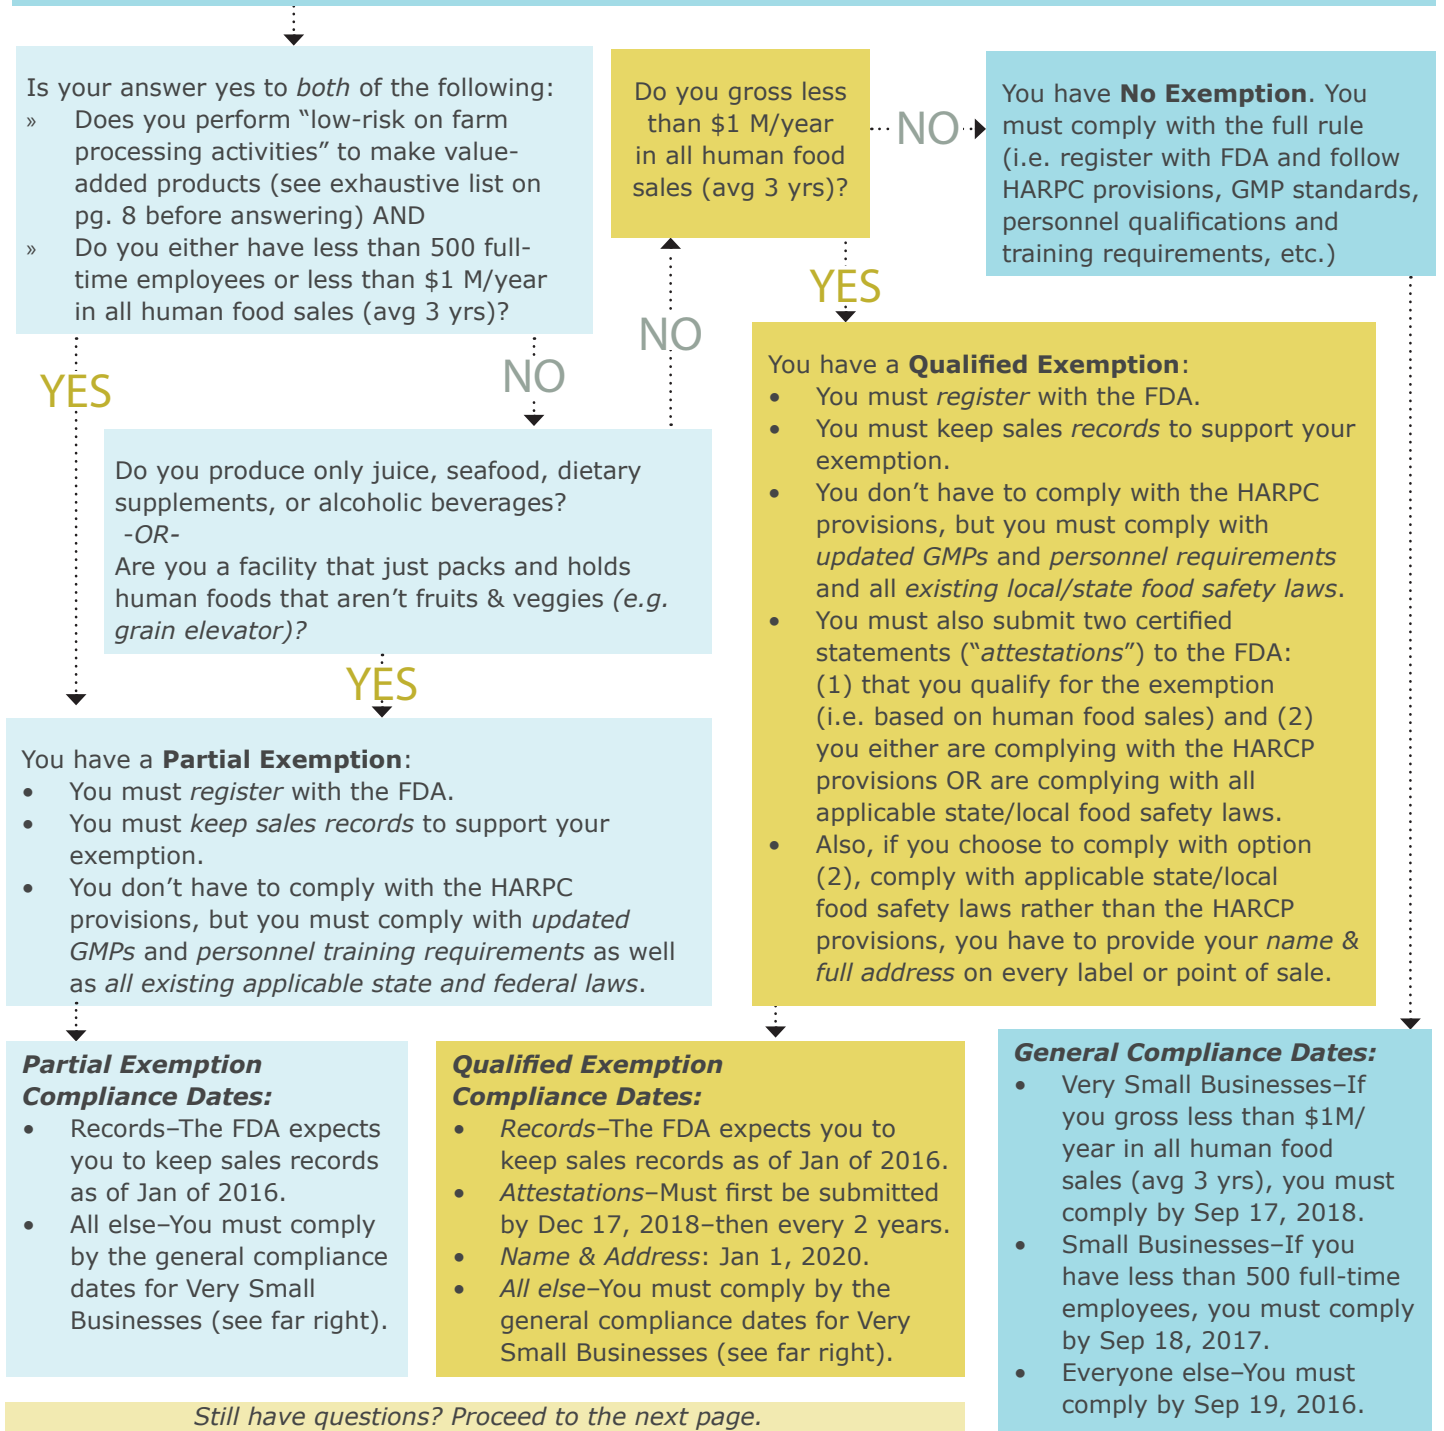 Is your answer yes to both of the following:
» Does you perform “low-risk on farm
processing activities” to make value-
added products (see exhaustive list on
pg. 8 before answering) AND
» Do you either have less than 500 full-
time employees or less than $1 M/year
in all human food sales (avg 3 yrs)?
YES
NO
Do you produce only juice, seafood, dietary
supplements, or alcoholic beverages?
-OR-
Are you a facility that just packs and holds
human foods that aren’t fruits & veggies (e.g.
grain elevator)?
YES
NO
Do you gross less
than $1 M/year
in all human food
sales (avg 3 yrs)?
NO
You have No Exemption. You
must comply with the full rule
(i.e. register with FDA and follow
HARPC provisions, GMP standards,
personnel qualifications and
training requirements, etc.)
YES
You have a Qualified Exemption:
• You must register with the FDA.
• You must keep sales records to support your
exemption.
• You don’t have to comply with the HARPC
provisions, but you must comply with
updated GMPs and personnel requirements
and all existing local/state food safety laws.
• You must also submit two certified
statements (“attestations”) to the FDA:
(1) that you qualify for the exemption
(i.e. based on human food sales) and (2)
you either are complying with the HARCP
provisions OR are complying with all
applicable state/local food safety laws.
• Also, if you choose to comply with option
(2), comply with applicable state/local
food safety laws rather than the HARCP
provisions, you have to provide your name &
full address on every label or point of sale.
You have a Partial Exemption:
• You must register with the FDA.
• You must keep sales records to support your
exemption.
• You don’t have to comply with the HARPC
provisions, but you must comply with updated
GMPs and personnel training requirements as well
as all existing applicable state and federal laws.
Partial Exemption
Compliance Dates:
• Records–The FDA expects
you to keep sales records
as of Jan of 2016.
• All else–You must comply
by the general compliance
dates for Very Small
Businesses (see far right).
Qualified Exemption
Compliance Dates:
• Records–The FDA expects you to
keep sales records as of Jan of 2016.
• Attestations–Must first be submitted
by Dec 17, 2018–then every 2 years.
• Name & Address: Jan 1, 2020.
• All else–You must comply by the
general compliance dates for Very
Small Businesses (see far right).
General Compliance Dates:
• Very Small Businesses–If
you gross less than $1M/
year in all human food
sales (avg 3 yrs), you must
comply by Sep 17, 2018.
• Small Businesses–If you
have less than 500 full-time
employees, you must comply
by Sep 18, 2017.
• Everyone else–You must
comply by Sep 19, 2016.
Still have questions? Proceed to the next page.